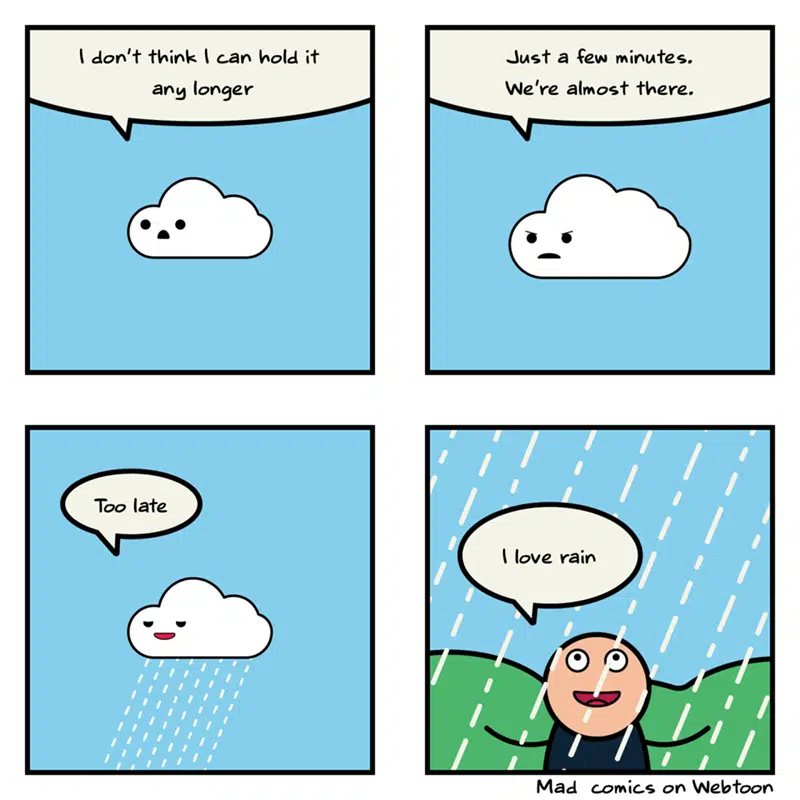 I don't think I can hold it
any longer
Just a few minutes.
We're almost there.
Too late
I love rain
Mad comics on Webtoon